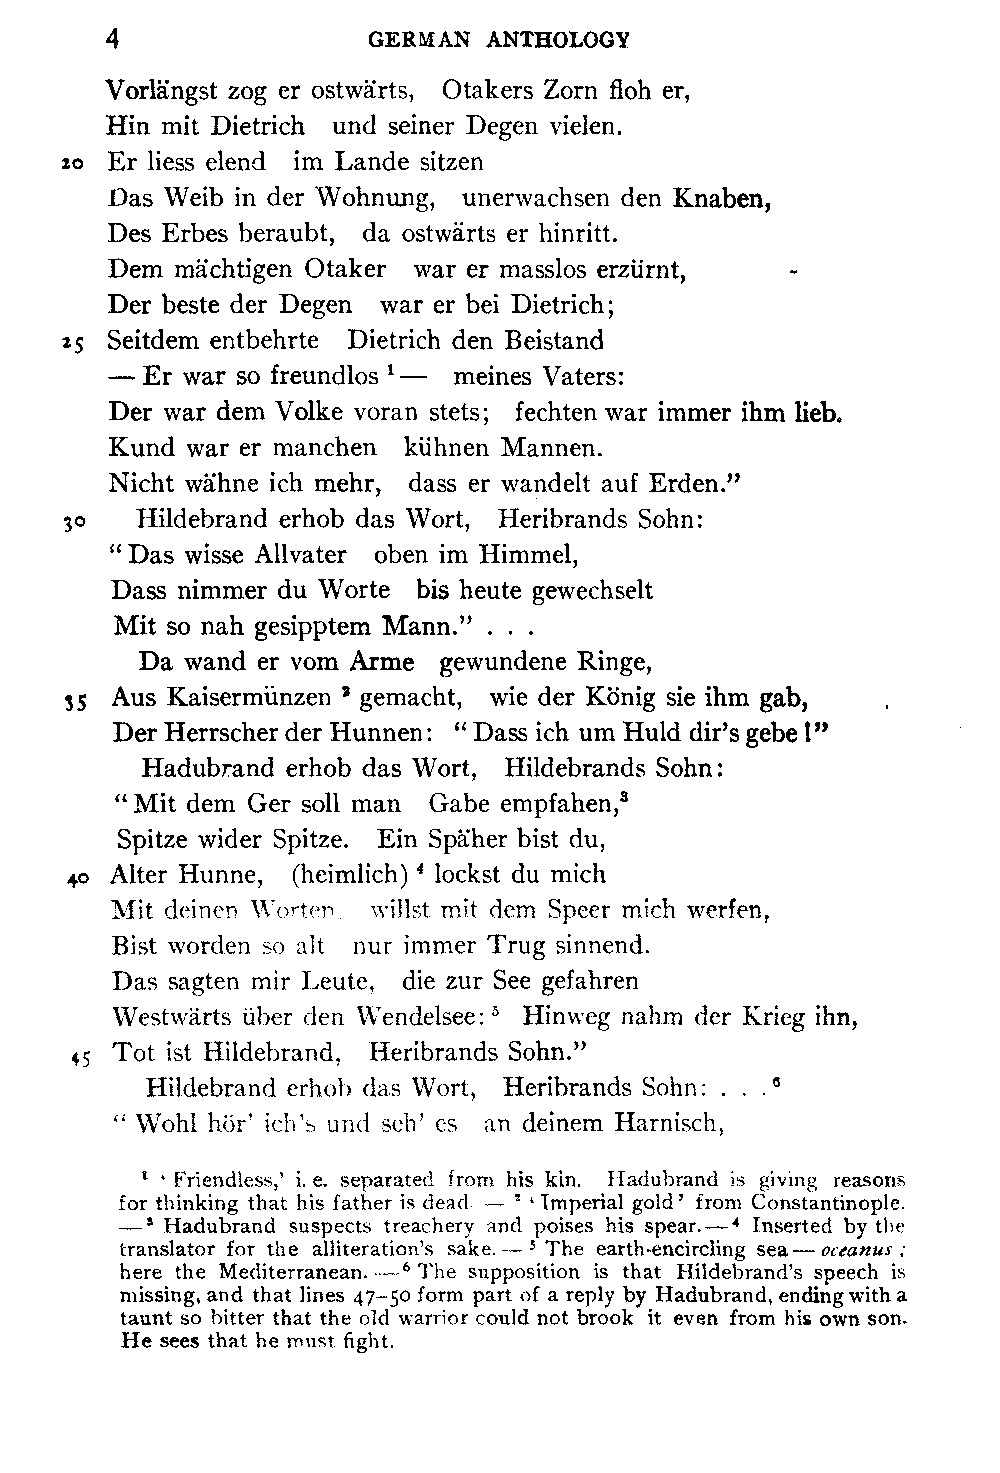 4 GERMAN ANTHOLOGY
Vorlängst zog er ostwärts, Otakers Zorn floh er,
Hin mit Dietrich und seiner Degen vielen.
20 Er liess elend im Lande sitzen
Das Weib in der Wohnung, unerwachsen den Knaben,
Des Erbes beraubt, da ostwärts er hinritt.
Dem mächtigen Otaker war er masslos erzürnt,
Der beste der Degen war er bei Dietrich;
25 Seitdem entbehrte Dietrich den Beistand
— Er war so freundlos ¹ — meines Vaters:
Der war dem Volke voran stets; fechten war immer ihm lieb.
Kund war er manchen kühnen Mannen.
Nicht wähne ich mehr, dass er wandelt auf Erden.”
30 Hildebrand erhob das Wort, Heribrands Sohn:
“Das wisse Allvater oben im Himmel,
Dass nimmer du Worte bis heute gewechselt
Mit so nah gesipptem Mann.” . . .
Da wand er vom Arme gewundene Ringe,
35 Aus Kaisermünzen ² gemacht, wie der König sie ihm gab,
Der Herrscher der Hunnen: “Dass ich um Huld dir’s gebe!”
Hadubrand erhob das Wort, Hildebrands Sohn:
“Mit dem Ger soll man Gabe empfahen,³
Spitze wider Spitze. Ein Späher bist du,
40 Alter Hunne, (heimlich) ⁴ lockst du mich
Mit deinen Worten, willst mit dem Speer mich werfen,
Bist worden so alt nur immer Trug sinnend.
Das sagten mir Leute, die zur See gefahren
Westwärts über den Wendelsee: ⁵ Hinweg nahm der Krieg ihn,
45 Tot ist Hildebrand, Heribrands Sohn.”
Hildebrand erhob das Wort, Heribrands Sohn: . . .⁶
“Wohl hör’ ich’s und seh’ es an deinem Harnisch,
¹ ‘Friendless,’ i. e. separated from his kin. Hadubrand is giving reasons
for thinking that his father is dead. — ² ‘Imperial gold’ from Constantinople.
— ³ Hadubrand suspects treachery and poises his spear. — ⁴ Inserted by the
translator for the alliteration’s sake. — ⁵ The earth-encircling sea — oceanus;
here the Mediterranean. — ⁶ The supposition is that Hildebrand’s speech is
missing, and that lines 47–50 form part of a reply by Hadubrand, ending with a
taunt so bitter that the old warrior could not brook it even from his own son.
He sees that he must fight.